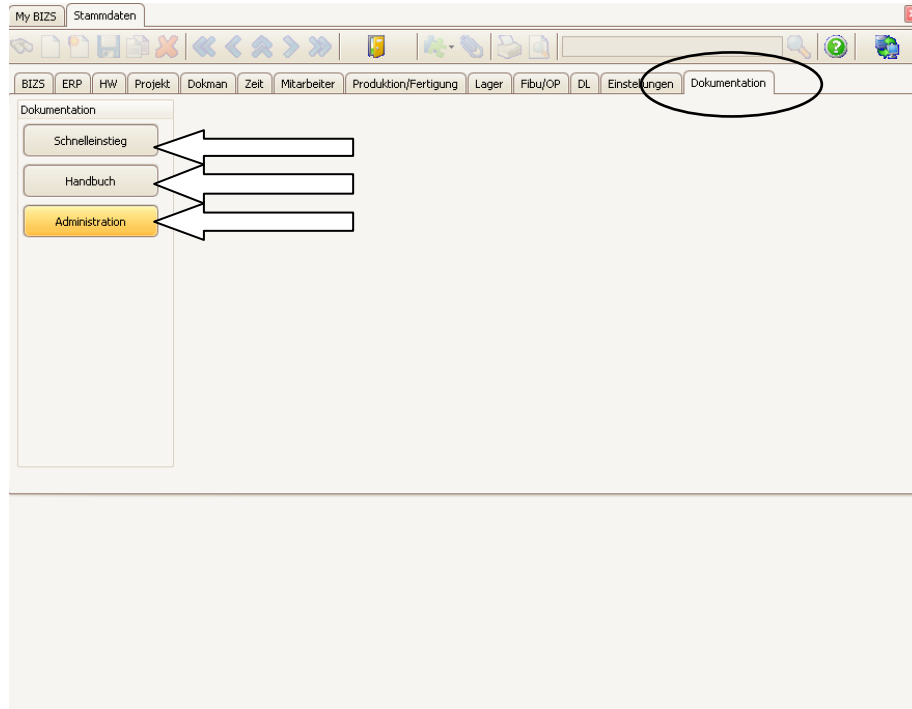 My BIZS Stammdaten
BIZS ERP HW Projekt Dokman Zeit Mitarbeiter Produktion/Fertigung Lager Fibu/OP DL Einstellungen Dokumentation
Dokumentation
Schnelleinstieg
Handbuch
Administration